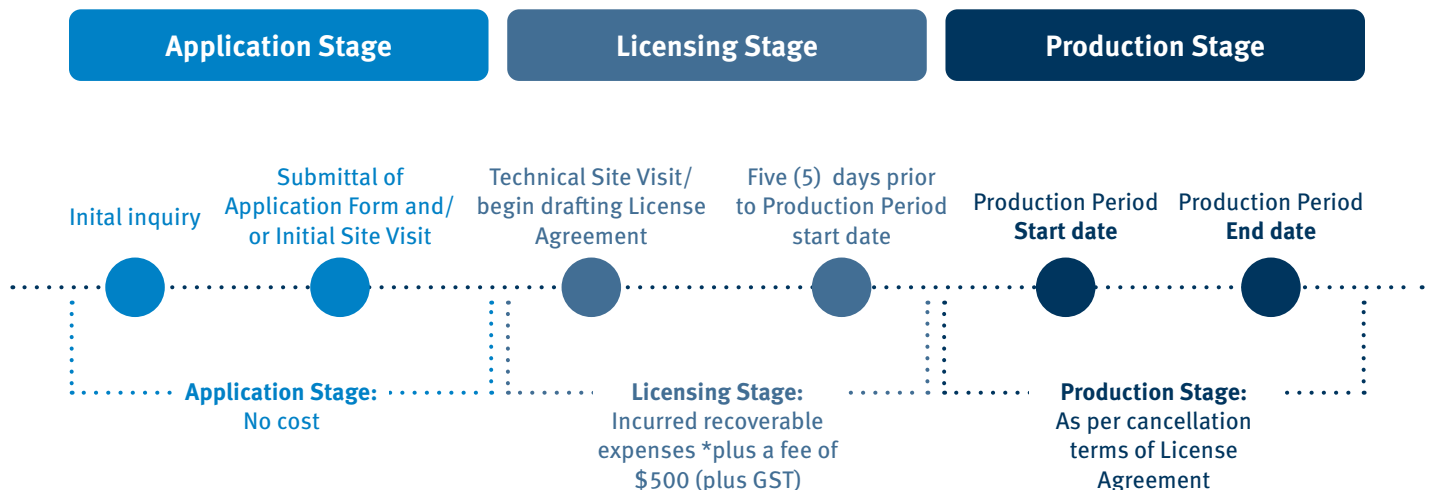 Application Stage
Licensing Stage
Production Stage
Inital inquiry
Submittal of
Application Form and/
or Initial Site Visit
Technical Site Visit/
begin drafting License
Agreement
Five (5) days prior
to Production Period
start date
Production Period
Start date
Production Period
End date
Application Stage:
No cost
Licensing Stage:
Incurred recoverable
expenses *plus a fee of
$500 (plus GST)
Production Stage:
As per cancellation
terms of License
Agreement